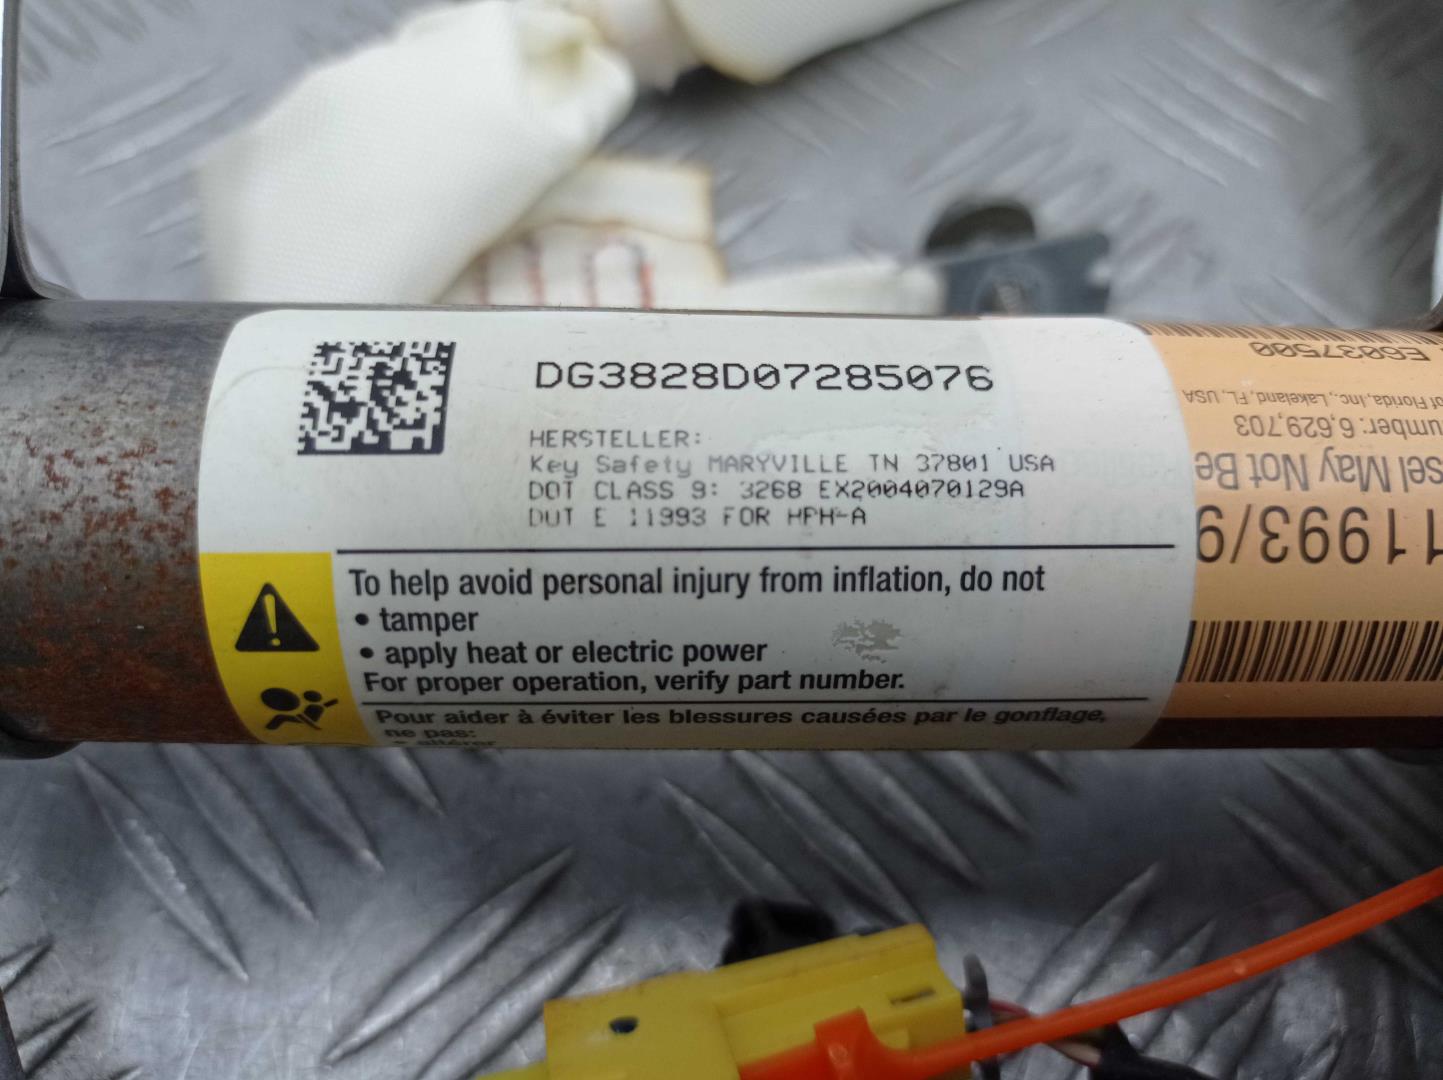 DG3828D07285076
HERSTELLER:
Key Safety MARYVILLE TN 37801 USA
DOT CLASS 9: 3268 EX2004070129A
DOT E 11993 FOR HPH-A
To help avoid personal injury from inflation, do not
• tamper
• apply heat or electric power
For proper operation, verify part number.
Pour aider à éviter les blessures causées par le gonflage,
ne pas:
• altérer
11993/9
sel May Not Be
umber: 6,629,703
of Florida, Inc., Lakeland, FL, USA
E6037500